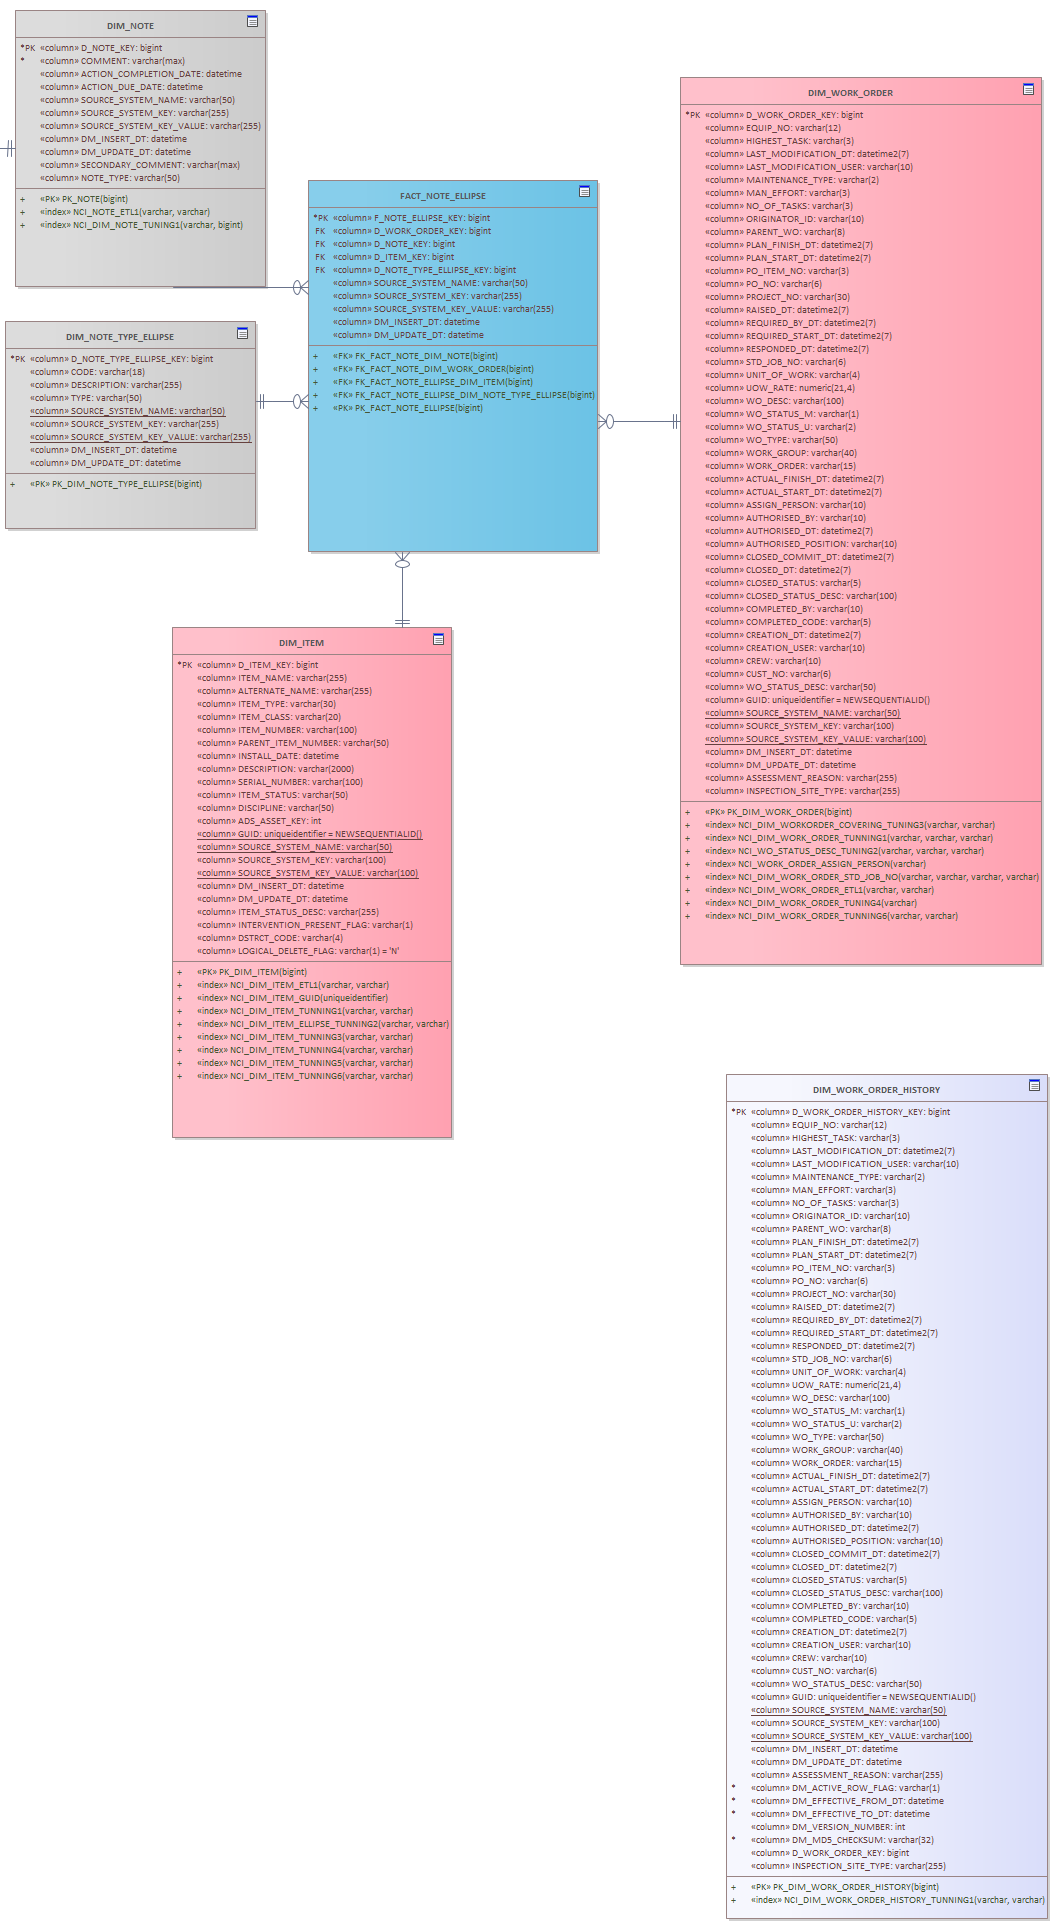 DIM_NOTE
*PK «column» D_NOTE_KEY: bigint
* «column» COMMENT: varchar(max)
«column» ACTION_COMPLETION_DATE: datetime
«column» ACTION_DUE_DATE: datetime
«column» SOURCE_SYSTEM_NAME: varchar(50)
«column» SOURCE_SYSTEM_KEY: varchar(255)
«column» SOURCE_SYSTEM_KEY_VALUE: varchar(255)
«column» DM_INSERT_DT: datetime
«column» DM_UPDATE_DT: datetime
«column» SECONDARY_COMMENT: varchar(max)
«column» NOTE_TYPE: varchar(50)
+ «PK» PK_NOTE(bigint)
+ «index» NCI_NOTE_ETL1(varchar, varchar)
+ «index» NCI_DIM_NOTE_TUNING1(varchar, bigint)
DIM_NOTE_TYPE_ELLIPSE
*PK «column» D_NOTE_TYPE_ELLIPSE_KEY: bigint
«column» CODE: varchar(18)
«column» DESCRIPTION: varchar(255)
«column» TYPE: varchar(50)
«column» SOURCE_SYSTEM_NAME: varchar(50)
«column» SOURCE_SYSTEM_KEY: varchar(255)
«column» SOURCE_SYSTEM_KEY_VALUE: varchar(255)
«column» DM_INSERT_DT: datetime
«column» DM_UPDATE_DT: datetime
+ «PK» PK_DIM_NOTE_TYPE_ELLIPSE(bigint)
FACT_NOTE_ELLIPSE
*PK «column» F_NOTE_ELLIPSE_KEY: bigint
FK «column» D_WORK_ORDER_KEY: bigint
FK «column» D_NOTE_KEY: bigint
FK «column» D_ITEM_KEY: bigint
FK «column» D_NOTE_TYPE_ELLIPSE_KEY: bigint
«column» SOURCE_SYSTEM_NAME: varchar(50)
«column» SOURCE_SYSTEM_KEY: varchar(255)
«column» SOURCE_SYSTEM_KEY_VALUE: varchar(255)
«column» DM_INSERT_DT: datetime
«column» DM_UPDATE_DT: datetime
+ «FK» FK_FACT_NOTE_DIM_NOTE(bigint)
+ «FK» FK_FACT_NOTE_DIM_WORK_ORDER(bigint)
+ «FK» FK_FACT_NOTE_ELLIPSE_DIM_ITEM(bigint)
+ «FK» FK_FACT_NOTE_ELLIPSE_DIM_NOTE_TYPE_ELLIPSE(bigint)
+ «PK» PK_FACT_NOTE_ELLIPSE(bigint)
DIM_WORK_ORDER
*PK «column» D_WORK_ORDER_KEY: bigint
«column» EQUIP_NO: varchar(12)
«column» HIGHEST_TASK: varchar(3)
«column» LAST_MODIFICATION_DT: datetime2(7)
«column» LAST_MODIFICATION_USER: varchar(10)
«column» MAINTENANCE_TYPE: varchar(2)
«column» MAN_EFFORT: varchar(3)
«column» NO_OF_TASKS: varchar(3)
«column» ORIGINATOR_ID: varchar(10)
«column» PARENT_WO: varchar(8)
«column» PLAN_FINISH_DT: datetime2(7)
«column» PLAN_START_DT: datetime2(7)
«column» PO_ITEM_NO: varchar(3)
«column» PO_NO: varchar(6)
«column» PROJECT_NO: varchar(30)
«column» RAISED_DT: datetime2(7)
«column» REQUIRED_BY_DT: datetime2(7)
«column» REQUIRED_START_DT: datetime2(7)
«column» RESPONDED_DT: datetime2(7)
«column» STD_JOB_NO: varchar(6)
«column» UNIT_OF_WORK: varchar(4)
«column» UOW_RATE: numeric(21,4)
«column» WO_DESC: varchar(100)
«column» WO_STATUS_M: varchar(1)
«column» WO_STATUS_U: varchar(2)
«column» WO_TYPE: varchar(50)
«column» WORK_GROUP: varchar(40)
«column» WORK_ORDER: varchar(15)
«column» ACTUAL_FINISH_DT: datetime2(7)
«column» ACTUAL_START_DT: datetime2(7)
«column» ASSIGN_PERSON: varchar(10)
«column» AUTHORISED_BY: varchar(10)
«column» AUTHORISED_DT: datetime2(7)
«column» AUTHORISED_POSITION: varchar(10)
«column» CLOSED_COMMIT_DT: datetime2(7)
«column» CLOSED_DT: datetime2(7)
«column» CLOSED_STATUS: varchar(5)
«column» CLOSED_STATUS_DESC: varchar(100)
«column» COMPLETED_BY: varchar(10)
«column» COMPLETED_CODE: varchar(5)
«column» CREATION_DT: datetime2(7)
«column» CREATION_USER: varchar(10)
«column» CREW: varchar(10)
«column» CUST_NO: varchar(6)
«column» WO_STATUS_DESC: varchar(50)
«column» GUID: uniqueidentifier = NEWSEQUENTIALID()
«column» SOURCE_SYSTEM_NAME: varchar(50)
«column» SOURCE_SYSTEM_KEY: varchar(100)
«column» SOURCE_SYSTEM_KEY_VALUE: varchar(100)
«column» DM_INSERT_DT: datetime
«column» DM_UPDATE_DT: datetime
«column» ASSESSMENT_REASON: varchar(255)
«column» INSPECTION_SITE_TYPE: varchar(255)
+ «PK» PK_DIM_WORK_ORDER(bigint)
+ «index» NCI_DIM_WORKORDER_COVERING_TUNING3(varchar, varchar)
+ «index» NCI_DIM_WORK_ORDER_TUNNING1(varchar, varchar, varchar)
+ «index» NCI_WO_STATUS_DESC_TUNING2(varchar, varchar, varchar)
+ «index» NCI_WORK_ORDER_ASSIGN_PERSON(varchar)
+ «index» NCI_DIM_WORK_ORDER_STD_JOB_NO(varchar, varchar, varchar, varchar)
+ «index» NCI_DIM_WORK_ORDER_ETL1(varchar, varchar)
+ «index» NCI_DIM_WORK_ORDER_TUNING4(varchar)
+ «index» NCI_DIM_WORK_ORDER_TUNNING6(varchar, varchar)
DIM_ITEM
*PK «column» D_ITEM_KEY: bigint
«column» ITEM_NAME: varchar(255)
«column» ALTERNATE_NAME: varchar(255)
«column» ITEM_TYPE: varchar(30)
«column» ITEM_CLASS: varchar(20)
«column» ITEM_NUMBER: varchar(100)
«column» PARENT_ITEM_NUMBER: varchar(50)
«column» INSTALL_DATE: datetime
«column» DESCRIPTION: varchar(2000)
«column» SERIAL_NUMBER: varchar(100)
«column» ITEM_STATUS: varchar(50)
«column» DISCIPLINE: varchar(50)
«column» ADS_ASSET_KEY: int
«column» GUID: uniqueidentifier = NEWSEQUENTIALID()
«column» SOURCE_SYSTEM_NAME: varchar(50)
«column» SOURCE_SYSTEM_KEY: varchar(100)
«column» SOURCE_SYSTEM_KEY_VALUE: varchar(100)
«column» DM_INSERT_DT: datetime
«column» DM_UPDATE_DT: datetime
«column» ITEM_STATUS_DESC: varchar(255)
«column» INTERVENTION_PRESENT_FLAG: varchar(1)
«column» DSTRCT_CODE: varchar(4)
«column» LOGICAL_DELETE_FLAG: varchar(1) = 'N'
+ «PK» PK_DIM_ITEM(bigint)
+ «index» NCI_DIM_ITEM_ETL1(varchar, varchar)
+ «index» NCI_DIM_ITEM_GUID(uniqueidentifier)
+ «index» NCI_DIM_ITEM_TUNNING1(varchar, varchar)
+ «index» NCI_DIM_ITEM_ELLIPSE_TUNNING2(varchar, varchar)
+ «index» NCI_DIM_ITEM_TUNNING3(varchar, varchar)
+ «index» NCI_DIM_ITEM_TUNNING4(varchar, varchar)
+ «index» NCI_DIM_ITEM_TUNNING5(varchar, varchar)
+ «index» NCI_DIM_ITEM_TUNNING6(varchar, varchar)
DIM_WORK_ORDER_HISTORY
*PK «column» D_WORK_ORDER_HISTORY_KEY: bigint
«column» EQUIP_NO: varchar(12)
«column» HIGHEST_TASK: varchar(3)
«column» LAST_MODIFICATION_DT: datetime2(7)
«column» LAST_MODIFICATION_USER: varchar(10)
«column» MAINTENANCE_TYPE: varchar(2)
«column» MAN_EFFORT: varchar(3)
«column» NO_OF_TASKS: varchar(3)
«column» ORIGINATOR_ID: varchar(10)
«column» PARENT_WO: varchar(8)
«column» PLAN_FINISH_DT: datetime2(7)
«column» PLAN_START_DT: datetime2(7)
«column» PO_ITEM_NO: varchar(3)
«column» PO_NO: varchar(6)
«column» PROJECT_NO: varchar(30)
«column» RAISED_DT: datetime2(7)
«column» REQUIRED_BY_DT: datetime2(7)
«column» REQUIRED_START_DT: datetime2(7)
«column» RESPONDED_DT: datetime2(7)
«column» STD_JOB_NO: varchar(6)
«column» UNIT_OF_WORK: varchar(4)
«column» UOW_RATE: numeric(21,4)
«column» WO_DESC: varchar(100)
«column» WO_STATUS_M: varchar(1)
«column» WO_STATUS_U: varchar(2)
«column» WO_TYPE: varchar(50)
«column» WORK_GROUP: varchar(40)
«column» WORK_ORDER: varchar(15)
«column» ACTUAL_FINISH_DT: datetime2(7)
«column» ACTUAL_START_DT: datetime2(7)
«column» ASSIGN_PERSON: varchar(10)
«column» AUTHORISED_BY: varchar(10)
«column» AUTHORISED_DT: datetime2(7)
«column» AUTHORISED_POSITION: varchar(10)
«column» CLOSED_COMMIT_DT: datetime2(7)
«column» CLOSED_DT: datetime2(7)
«column» CLOSED_STATUS: varchar(5)
«column» CLOSED_STATUS_DESC: varchar(100)
«column» COMPLETED_BY: varchar(10)
«column» COMPLETED_CODE: varchar(5)
«column» CREATION_DT: datetime2(7)
«column» CREATION_USER: varchar(10)
«column» CREW: varchar(10)
«column» CUST_NO: varchar(6)
«column» WO_STATUS_DESC: varchar(50)
«column» GUID: uniqueidentifier = NEWSEQUENTIALID()
«column» SOURCE_SYSTEM_NAME: varchar(50)
«column» SOURCE_SYSTEM_KEY: varchar(100)
«column» SOURCE_SYSTEM_KEY_VALUE: varchar(100)
«column» DM_INSERT_DT: datetime
«column» DM_UPDATE_DT: datetime
«column» ASSESSMENT_REASON: varchar(255)
* «column» DM_ACTIVE_ROW_FLAG: varchar(1)
* «column» DM_EFFECTIVE_FROM_DT: datetime
* «column» DM_EFFECTIVE_TO_DT: datetime
«column» DM_VERSION_NUMBER: int
* «column» DM_MD5_CHECKSUM: varchar(32)
«column» D_WORK_ORDER_KEY: bigint
«column» INSPECTION_SITE_TYPE: varchar(255)
+ «PK» PK_DIM_WORK_ORDER_HISTORY(bigint)
+ «index» NCI_DIM_WORK_ORDER_HISTORY_TUNNING1(varchar, varchar)